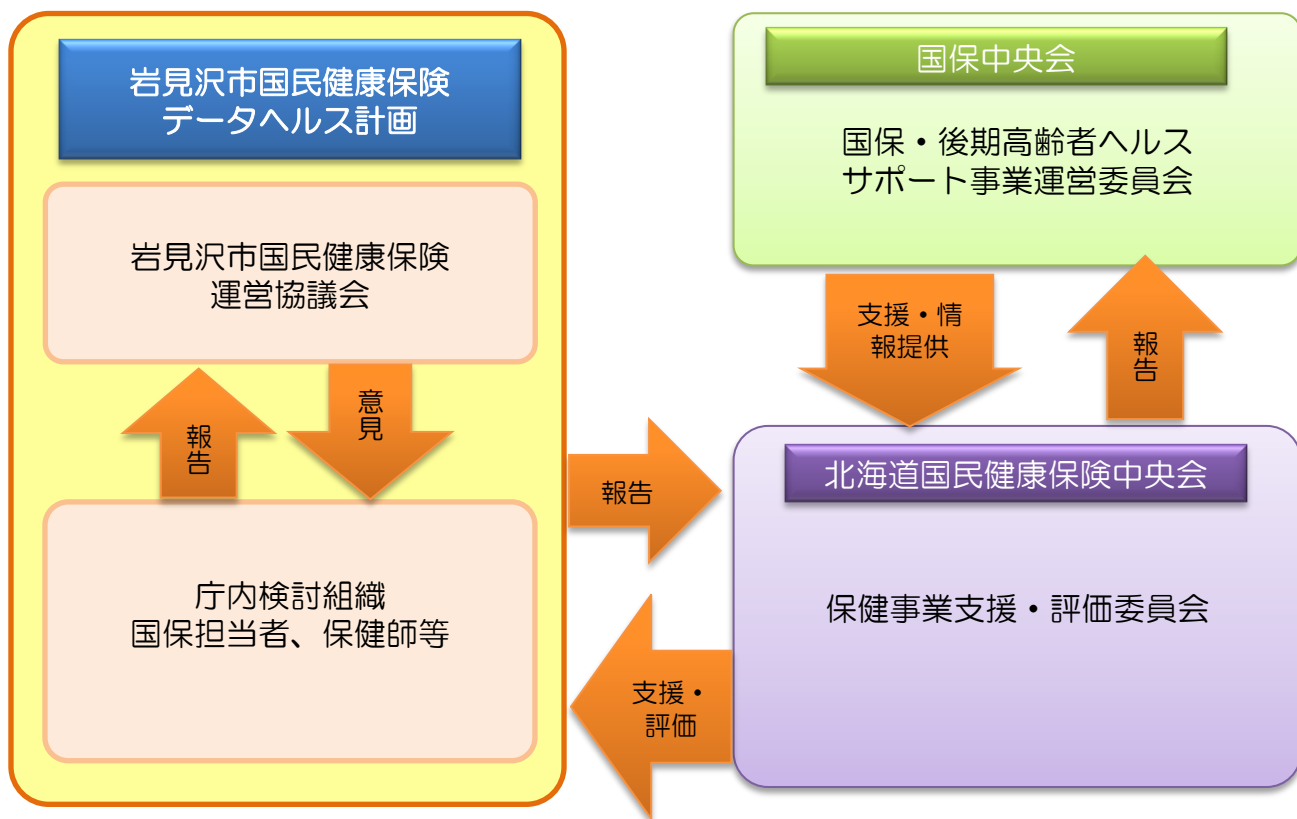 岩見沢市国民健康保険
データヘルス計画
岩見沢市国民健康保険
運営協議会
報告
意見
庁内検討組織
国保担当者、保健師等
報告
支援・
評価
国保中央会
国保・後期高齢者ヘルス
サポート事業運営委員会
支援・情
報提供
報告
北海道国民健康保険中央会
保健事業支援・評価委員会